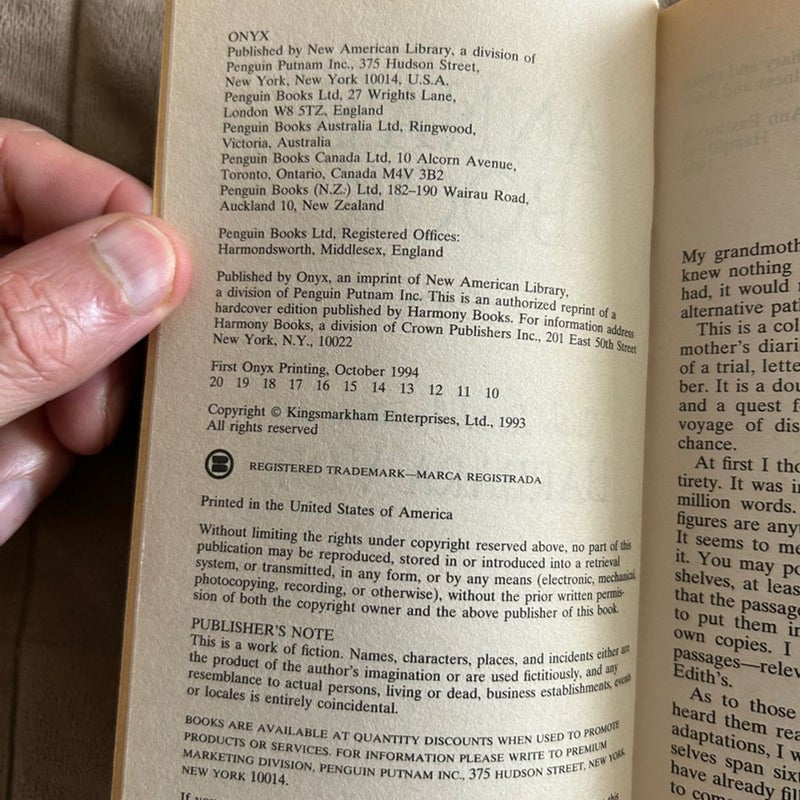 ONYX
Published by New American Library, a division of
Penguin Putnam Inc., 375 Hudson Street,
New York, New York 10014, U.S.A.
Penguin Books Ltd, 27 Wrights Lane,
London W8 5TZ, England
Penguin Books Australia Ltd, Ringwood,
Victoria, Australia
Penguin Books Canada Ltd, 10 Alcorn Avenue,
Toronto, Ontario, Canada M4V 3B2
Penguin Books (N.Z.) Ltd, 182–190 Wairau Road,
Auckland 10, New Zealand
Penguin Books Ltd, Registered Offices:
Harmondsworth, Middlesex, England
Published by Onyx, an imprint of New American Library,
a division of Penguin Putnam Inc. This is an authorized reprint of a
hardcover edition published by Harmony Books. For information address
Harmony Books, a division of Crown Publishers Inc., 201 East 50th Street
New York, N.Y., 10022
First Onyx Printing, October 1994
20 19 18 17 16 15 14 13 12 11 10
Copyright © Kingsmarkham Enterprises, Ltd., 1993
All rights reserved
REGISTERED TRADEMARK—MARCA REGISTRADA
Printed in the United States of America
Without limiting the rights under copyright reserved above, no part of this
publication may be reproduced, stored in or introduced into a retrieval
system, or transmitted, in any form, or by any means (electronic, mechanical,
photocopying, recording, or otherwise), without the prior written permis-
sion of both the copyright owner and the above publisher of this book.
PUBLISHER'S NOTE
This is a work of fiction. Names, characters, places, and incidents either are
the product of the author's imagination or are used fictitiously, and any
resemblance to actual persons, living or dead, business establishments, events
or locales is entirely coincidental.
BOOKS ARE AVAILABLE AT QUANTITY DISCOUNTS WHEN USED TO PROMOTE
PRODUCTS OR SERVICES. FOR INFORMATION PLEASE WRITE TO PREMIUM
MARKETING DIVISION, PENGUIN PUTNAM INC., 375 HUDSON STREET, NEW YORK,
NEW YORK 10014.
My
knew nothing
had, it would
alternative
This is a
mother's
of a trial,
ber. It is a
and a quest
voyage of
chance.
At first I
tirety. It was
million words.
figures are
It seems to me
it. You may
shelves, at least
that the
to put them
own copies. I
Edith's.
As to those
heard them
adaptations, I
selves span
have already
to